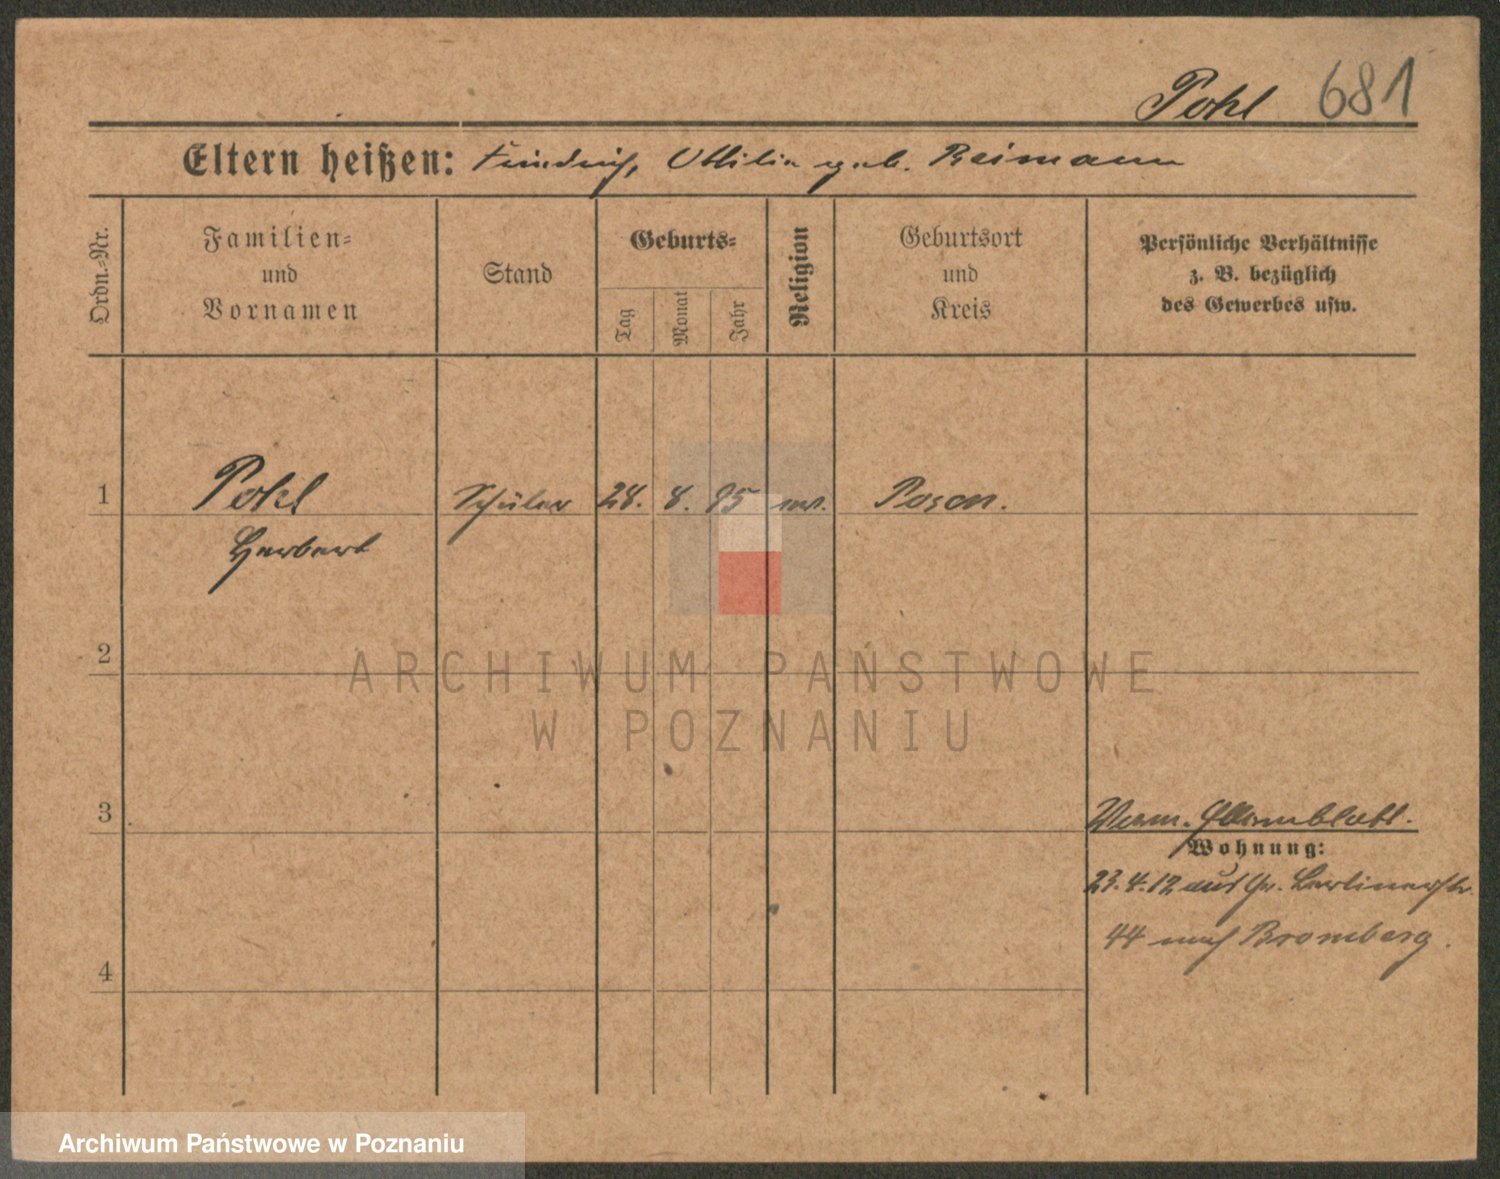 Pohl 681
Eltern heißen: Friedrich, Ottilie geb. Reimann
Ordn.-Nr.
Familien-
und
Vornamen
Stand
Geburts-
Tag
Monat
Jahr
Religion
Geburtsort
und
Kreis
Persönliche Verhältnisse
z. B. bezüglich
des Gewerbes usw.
1 Pohl Schüler 28. 8. 95 ev. Posen.
Herbert
2
3
4
Wohnung:
23.4.12 aus Gr. Berlinerstr.
44 nach Bromberg.
ARCHIWUM PAŃSTWOWE
W POZNANIU
Archiwum Państwowe w Poznaniu